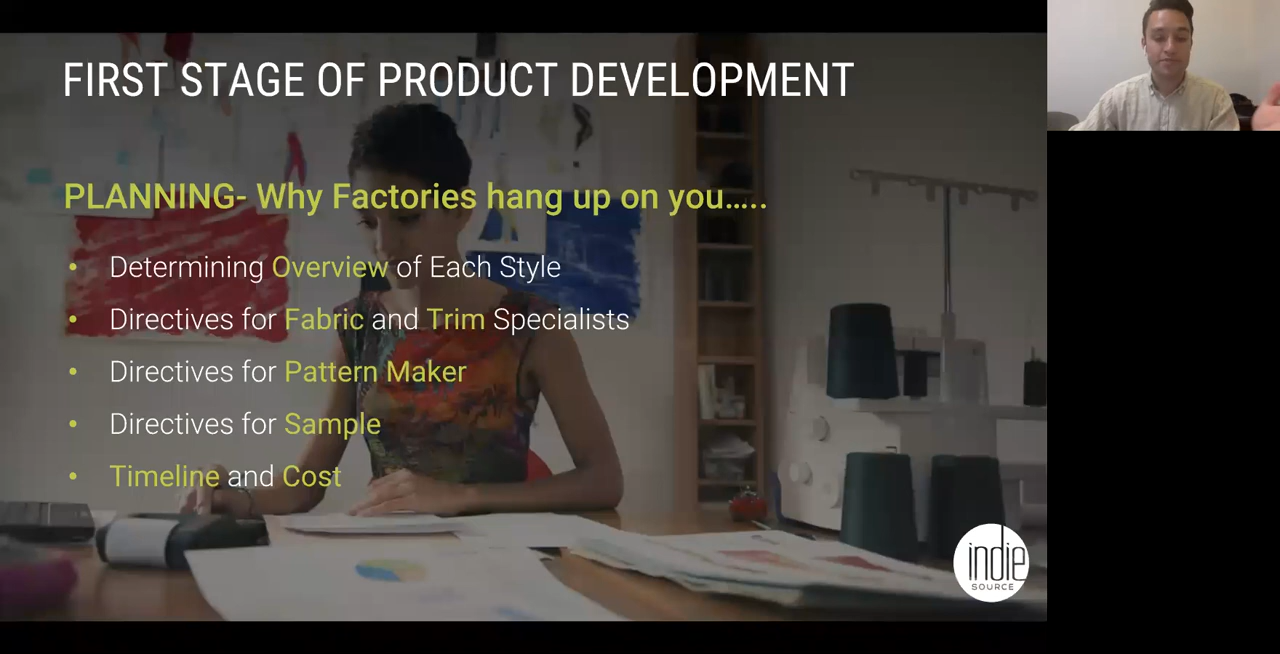 FIRST STAGE OF PRODUCT DEVELOPMENT
PLANNING- Why Factories hang up on you.....
• Determining Overview of Each Style
• Directives for Fabric and Trim Specialists
• Directives for Pattern Maker
• Directives for Sample
• Timeline and Cost
indie
SOURCE